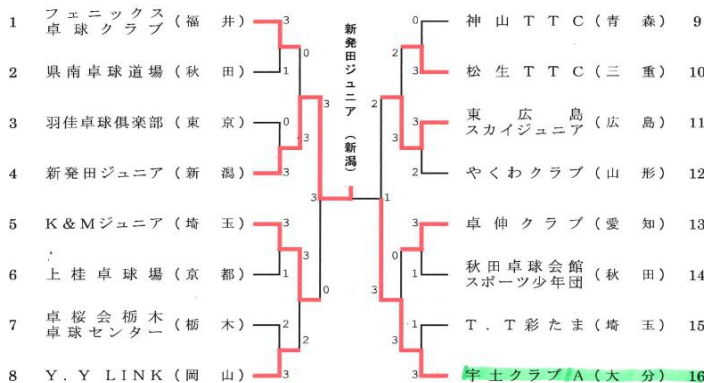 1 フェニックス卓球クラブ（福井） 3
2 県南卓球道場（秋田） 1
0
3 羽佳卓球倶楽部（東京） 0
3
4 新発田ジュニア（新潟） 3
3
5 K&Mジュニア（埼玉） 3
6 上桂卓球場（京都） 1
3
7 卓桜会栃木卓球センター（栃木） 2
2
8 Y.Y LINK（岡山） 3
0
3
新発田ジュニア（新潟）
1
0 神山TTC（青森） 9
3 松生TTC（三重） 10
2
3 東広島スカイジュニア（広島） 11
3
2 やくわクラブ（山形） 12
2
3 卓伸クラブ（愛知） 13
0
1 秋田卓球会館スポーツ少年団（秋田） 14
1 T.T彩たま（埼玉） 15
3
3 宇土クラブA（大分） 16
3